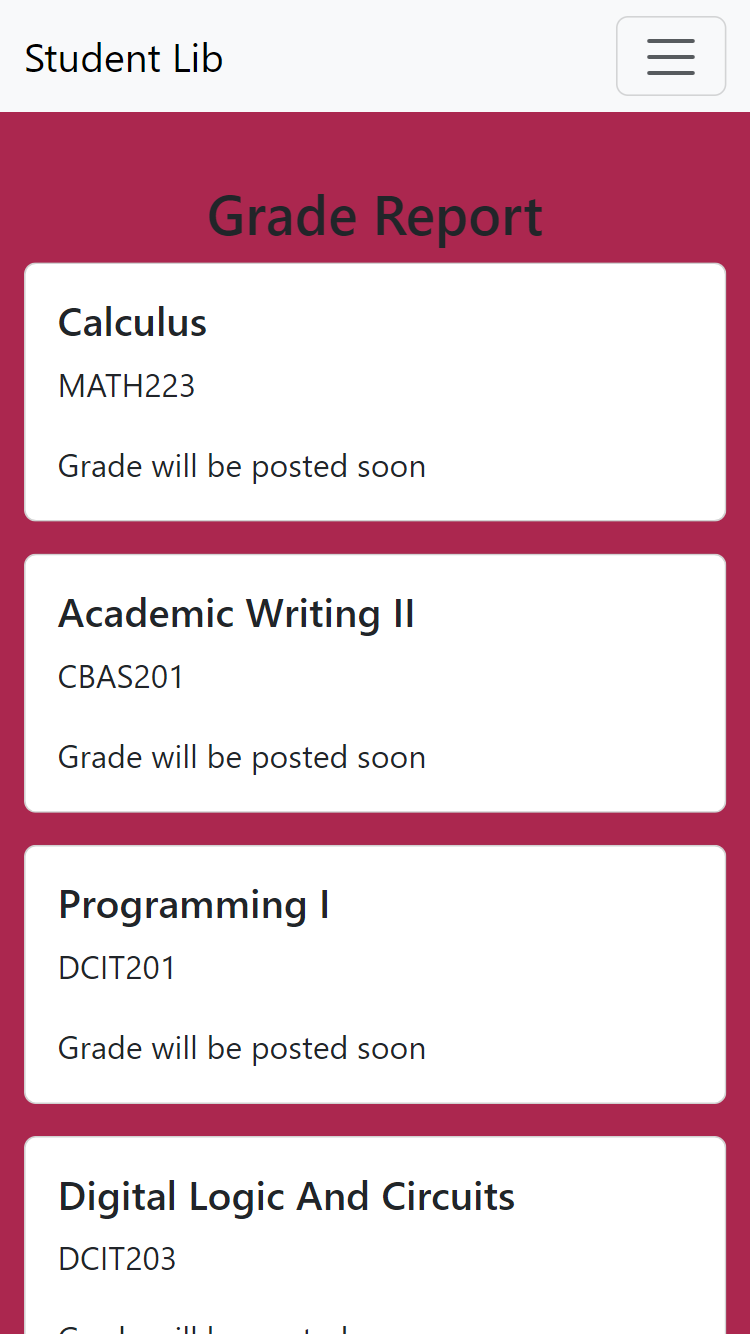 Student Lib
Grade Report
Calculus
MATH223
Grade will be posted soon
Academic Writing II
CBAS201
Grade will be posted soon
Programming I
DCIT201
Grade will be posted soon
Digital Logic And Circuits
DCIT203